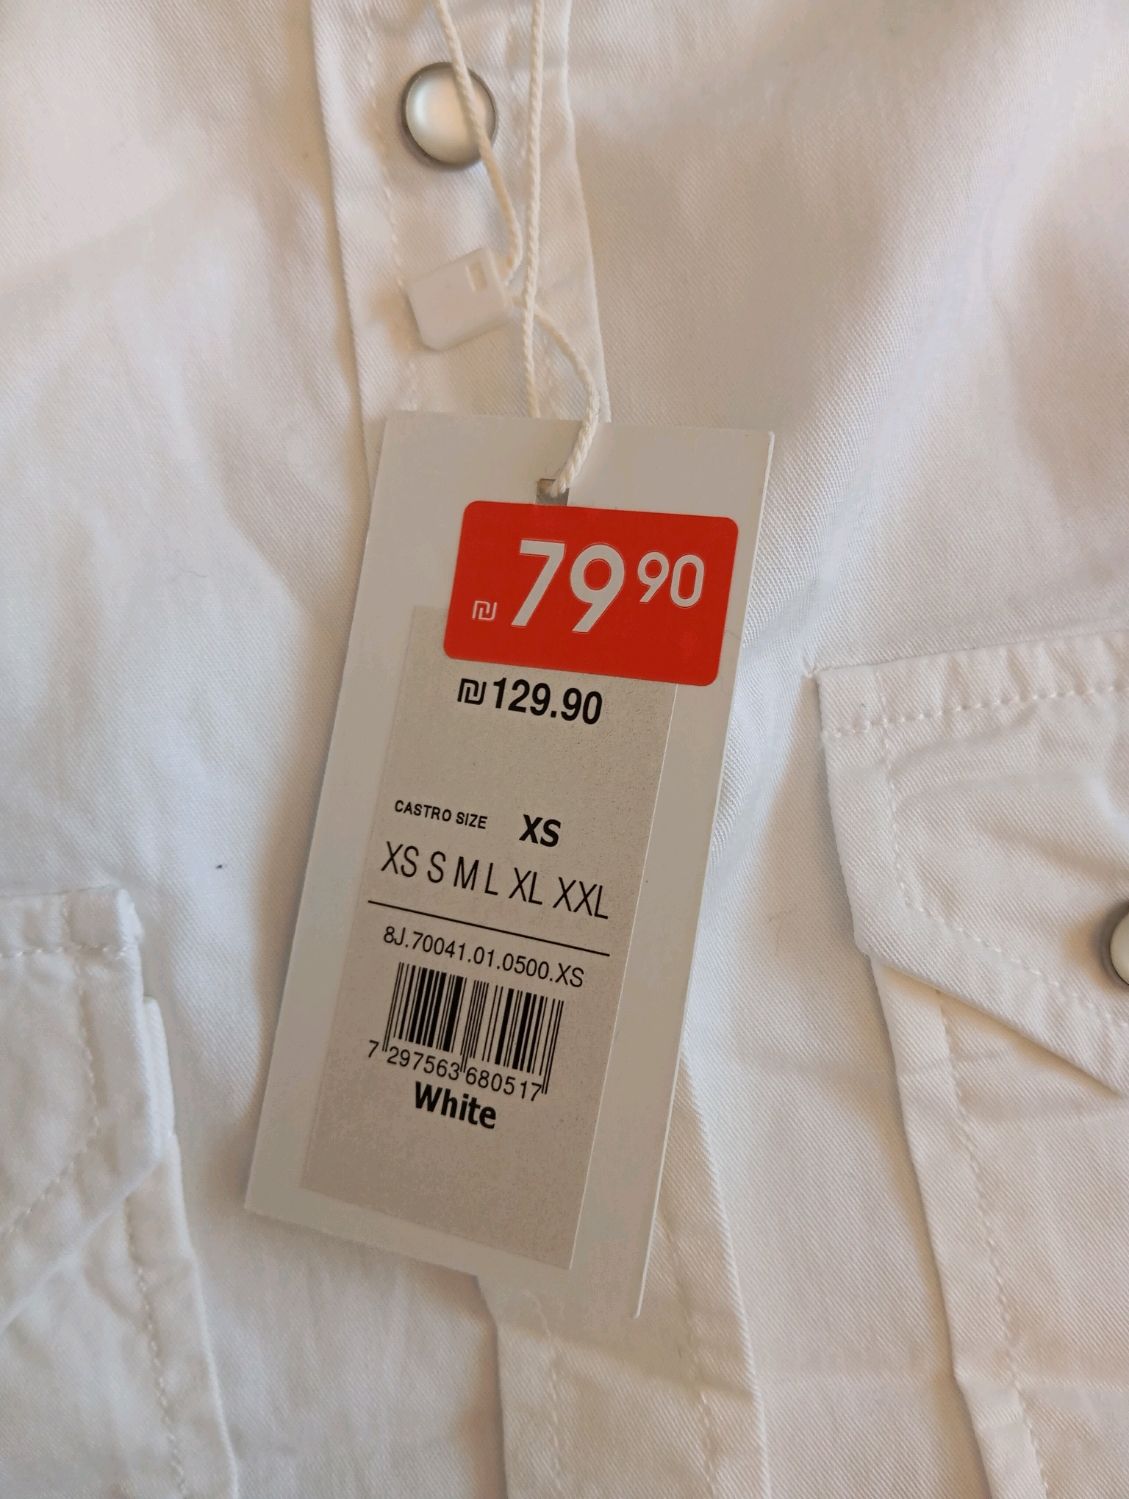 ₪ 79 90
₪129.90
CASTRO SIZE XS
XS S M L XL XXL
8J.70041.01.0500.XS
7 297563 680517
White